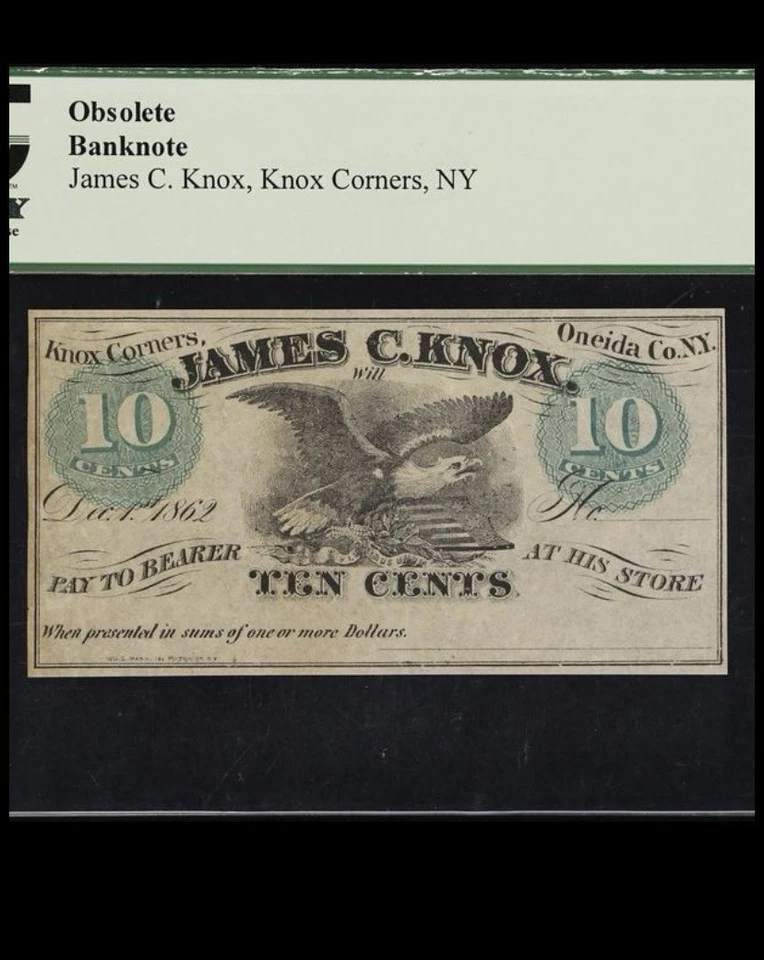 Obsolete
Banknote
James C. Knox, Knox Corners, NY
TM
Y
se
Knox Corners,
Oneida Co. N.Y.
JAMES C. KNOX.
Will
10
CENTS
10
CENTS
Dec. 1st 1862
No.
PAY TO BEARER
TEN CENTS
AT HIS STORE
When presented in sums of one or more Dollars.